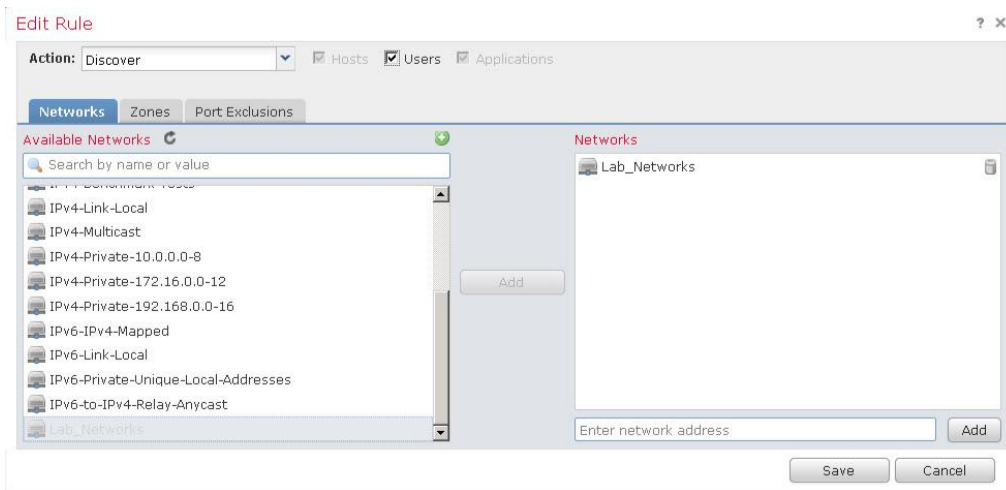 Edit Rule ? X
Action: Discover Hosts Users Applications
Networks Zones Port Exclusions
Available Networks
Search by name or value
IPv4-Link-Local
IPv4-Multicast
IPv4-Private-10.0.0.0-8
IPv4-Private-172.16.0.0-12
IPv4-Private-192.168.0.0-16
IPv6-IPv4-Mapped
IPv6-Link-Local
IPv6-Private-Unique-Local-Addresses
IPv6-to-IPv4-Relay-Anycast
Lab_Networks
Add
Networks
Lab_Networks
Enter network address Add
Save Cancel